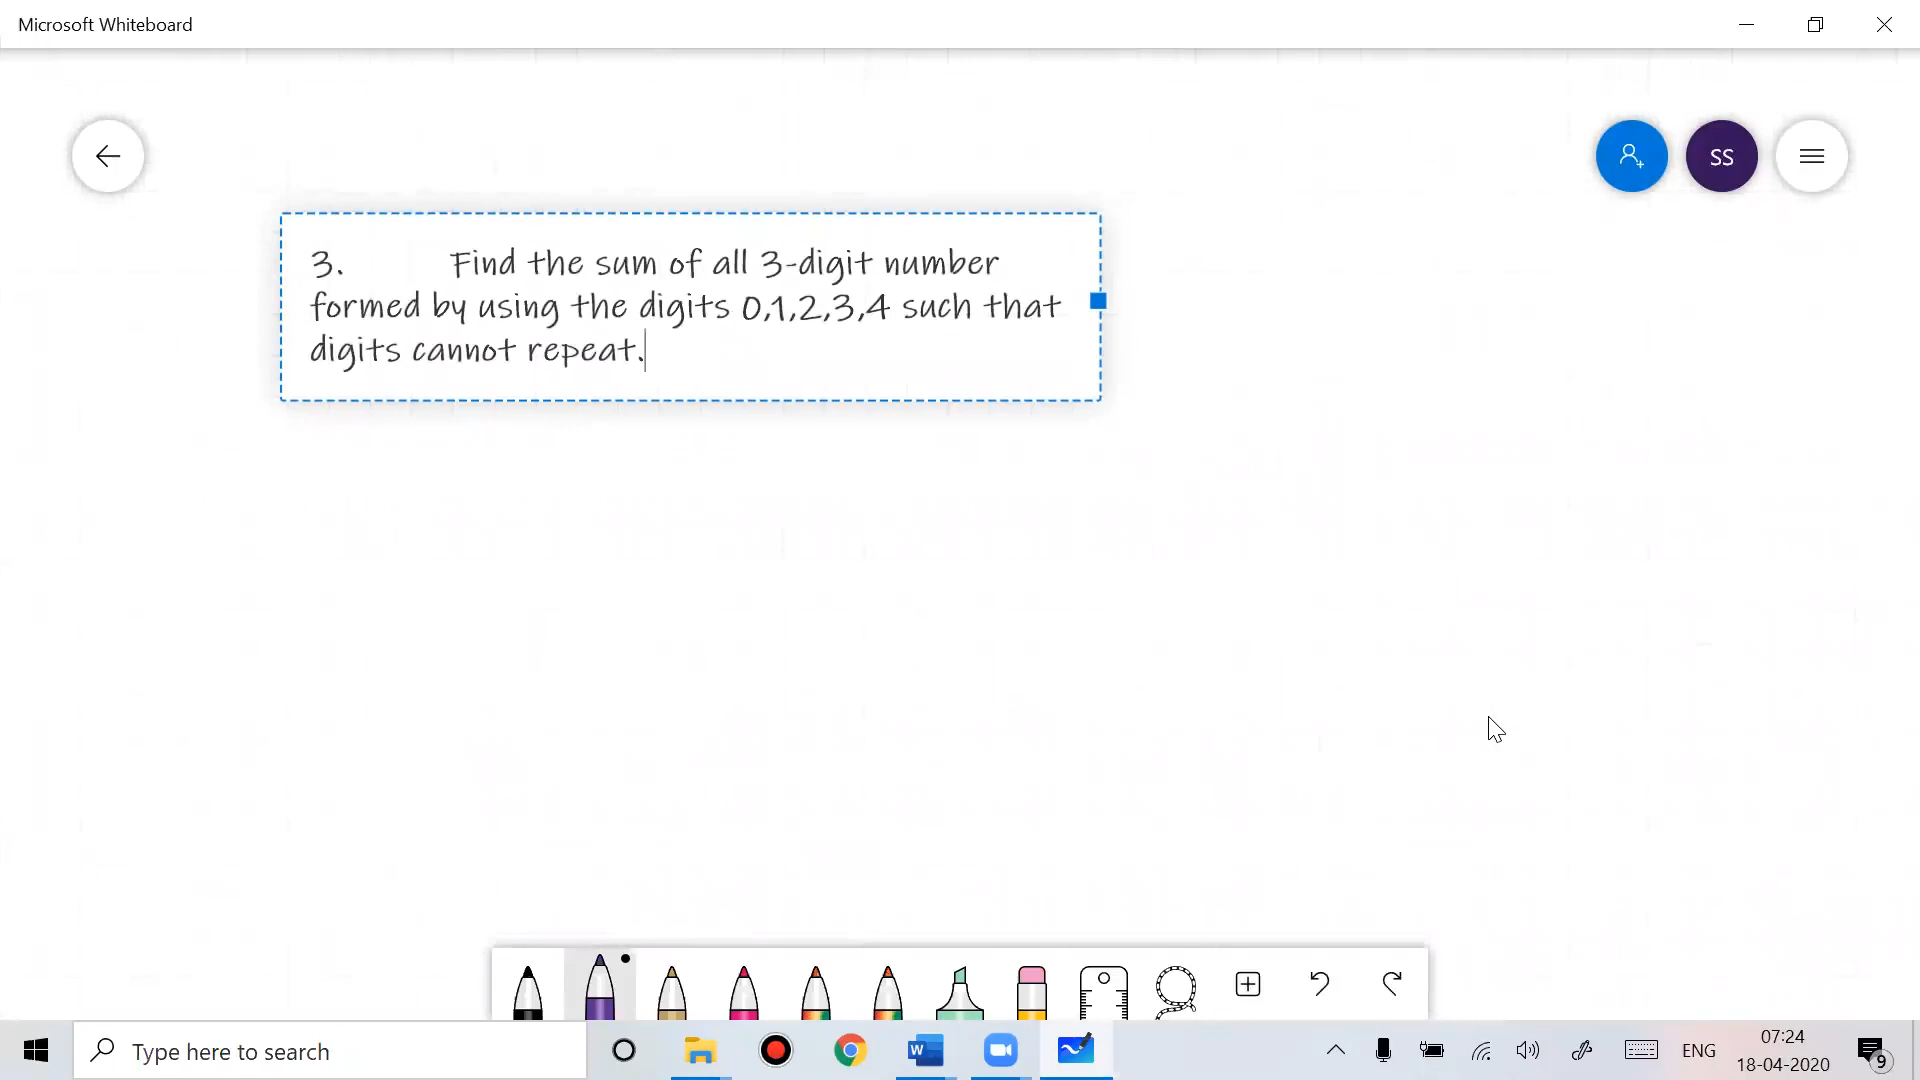 Microsoft Whiteboard
SS
3. Find the sum of all 3-digit number
formed by using the digits 0,1,2,3,4 such that
digits cannot repeat.
Type here to search
W
ENG
07:24
18-04-2020
9